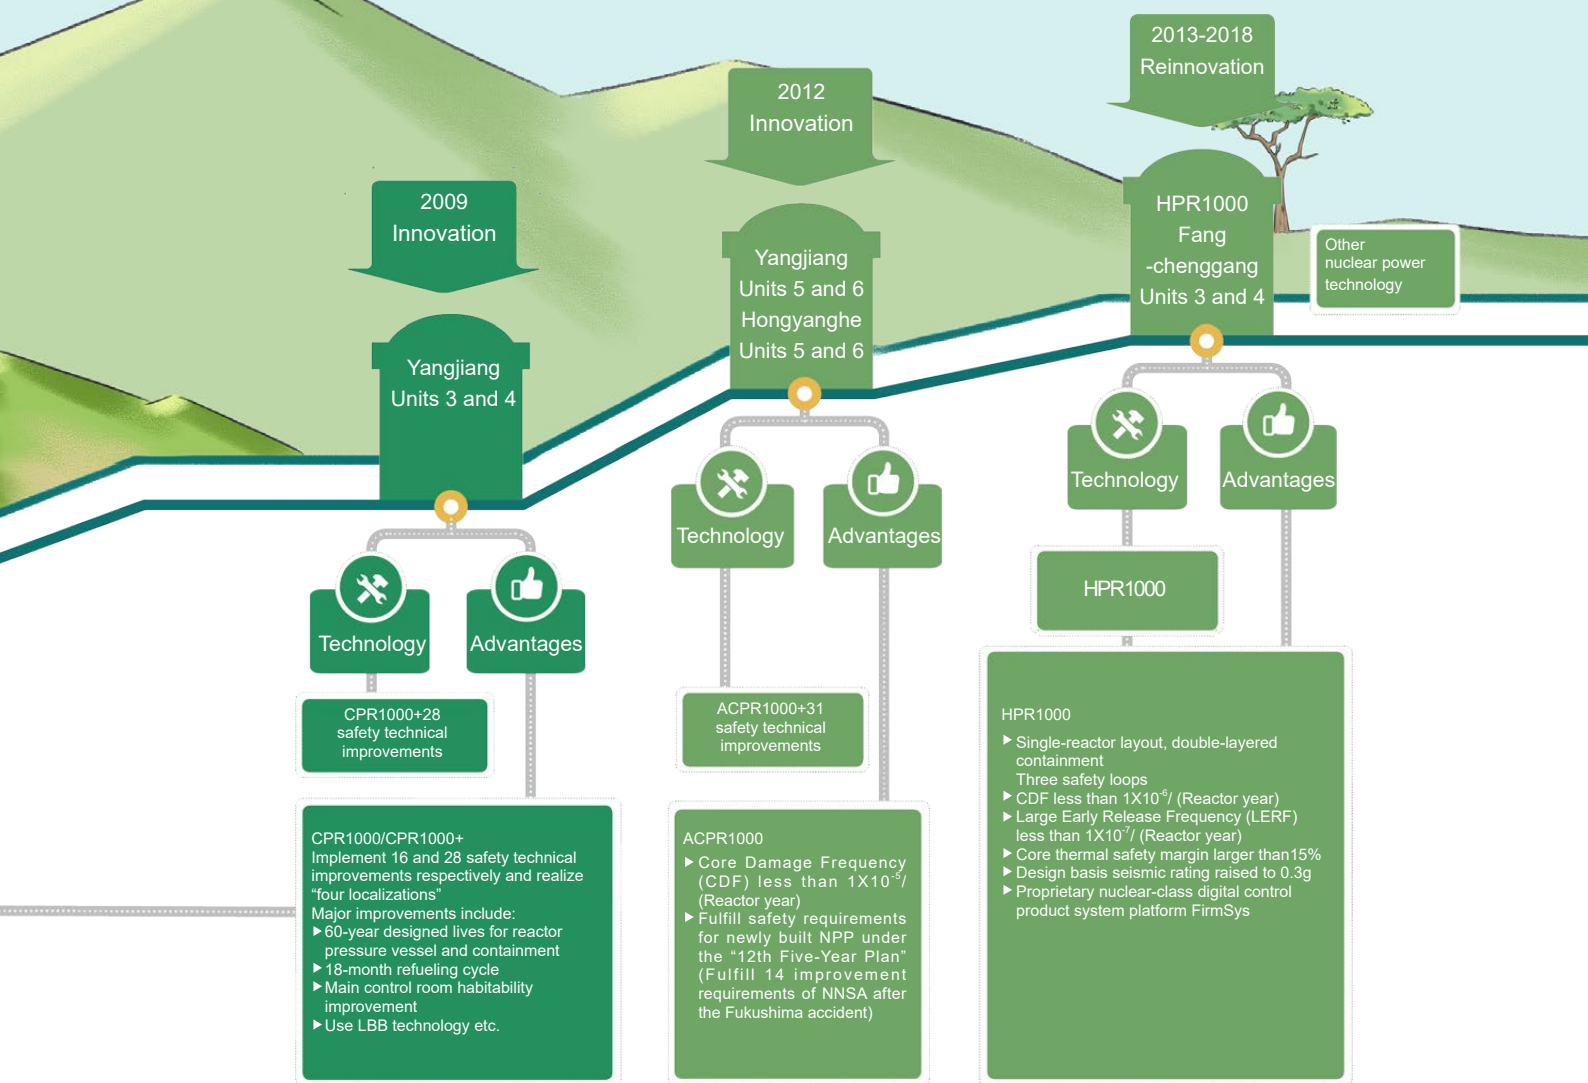 2009
Innovation
Yangjiang
Units 3 and 4
Technology
Advantages
CPR1000+28
safety technical
improvements
CPR1000/CPR1000+
Implement 16 and 28 safety technical
improvements respectively and realize
“four localizations”
Major improvements include:
60-year designed lives for reactor
pressure vessel and containment
18-month refueling cycle
Main control room habitability
improvement
Use LBB technology etc.
2012
Innovation
Yangjiang
Units 5 and 6
Hongyanghe
Units 5 and 6
Technology
Advantages
ACPR1000+31
safety technical
improvements
ACPR1000
Core Damage Frequency
(CDF) less than 1X10⁻⁵/
(Reactor year)
Fulfill safety requirements
for newly built NPP under
the “12th Five-Year Plan”
(Fulfill 14 improvement
requirements of NNSA after
the Fukushima accident)
2013-2018
Reinnovation
HPR1000
Fang
-chenggang
Units 3 and 4
Other
nuclear power
technology
Technology
Advantages
HPR1000
HPR1000
Single-reactor layout, double-layered
containment
Three safety loops
CDF less than 1X10⁻⁶/ (Reactor year)
Large Early Release Frequency (LERF)
less than 1X10⁻⁷/ (Reactor year)
Core thermal safety margin larger than15%
Design basis seismic rating raised to 0.3g
Proprietary nuclear-class digital control
product system platform FirmSys